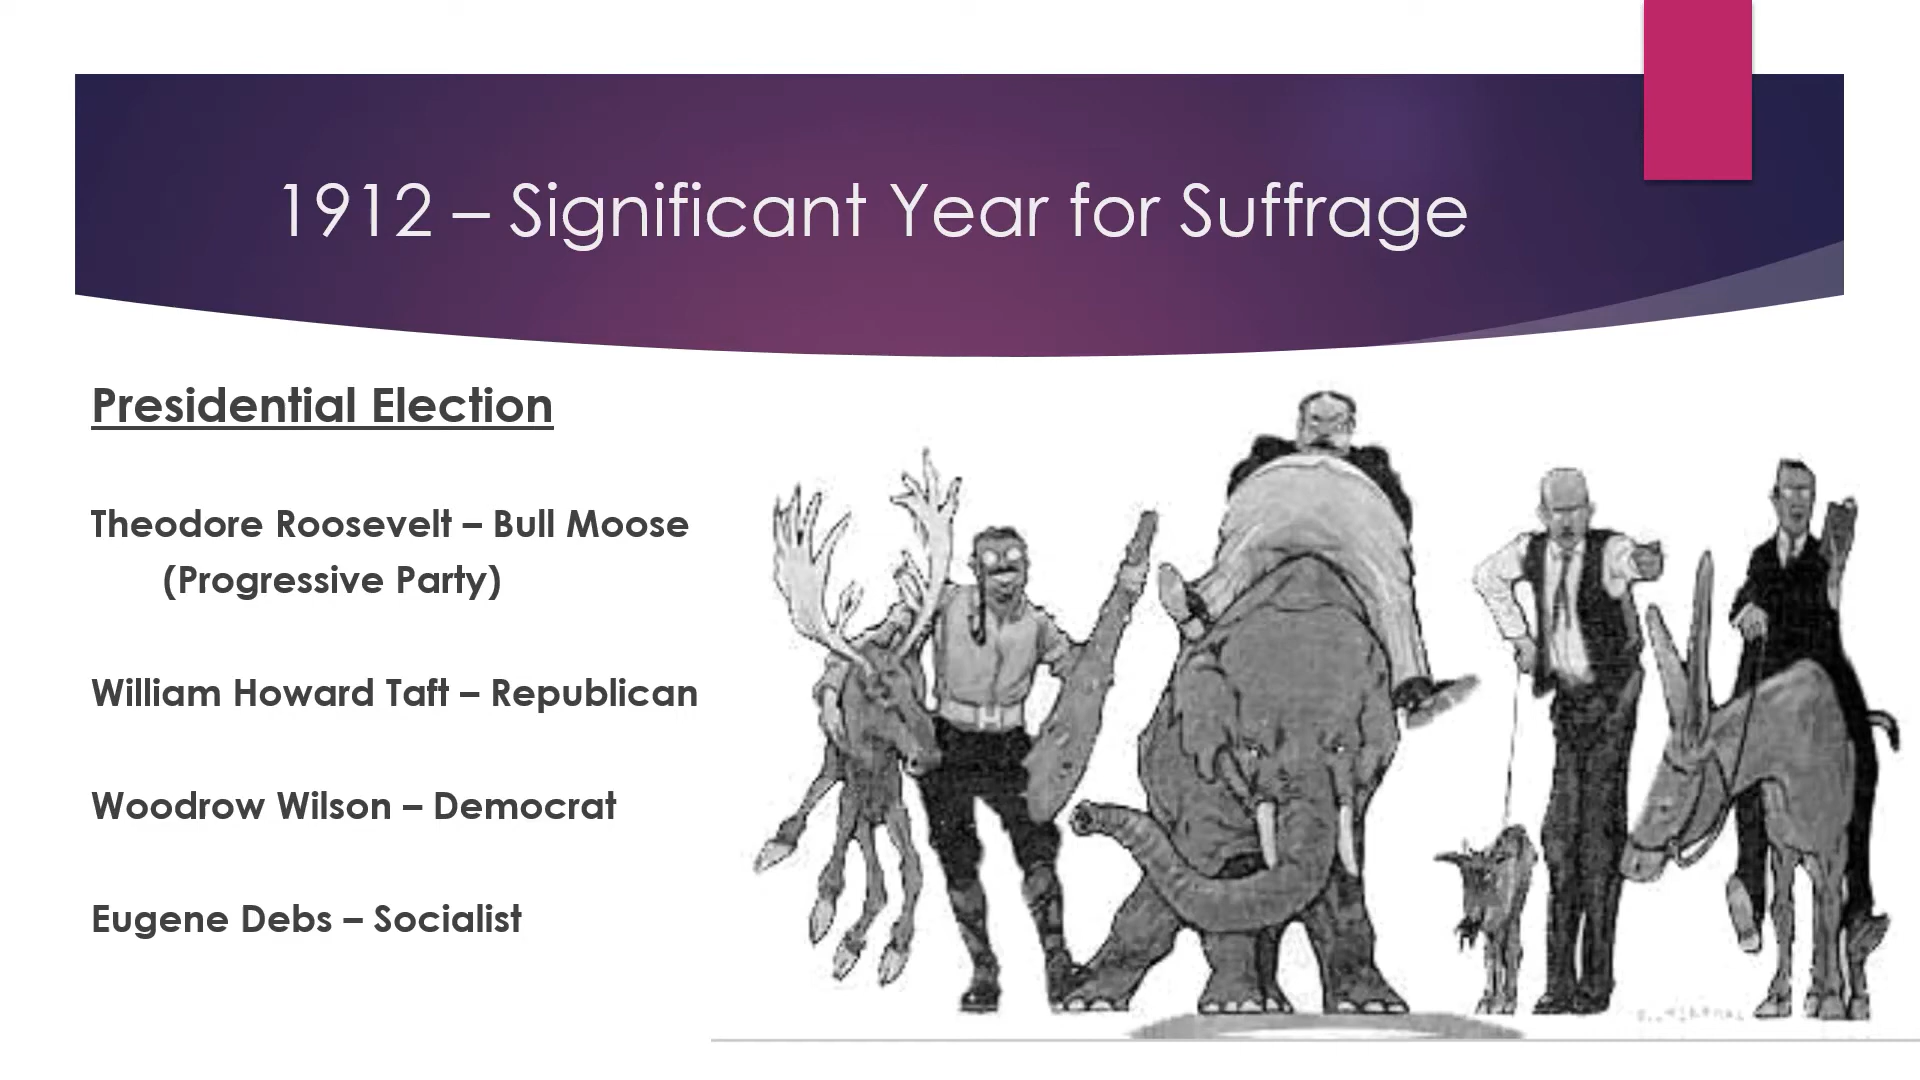 1912 – Significant Year for Suffrage
Presidential Election
Theodore Roosevelt – Bull Moose
(Progressive Party)
William Howard Taft – Republican
Woodrow Wilson – Democrat
Eugene Debs – Socialist